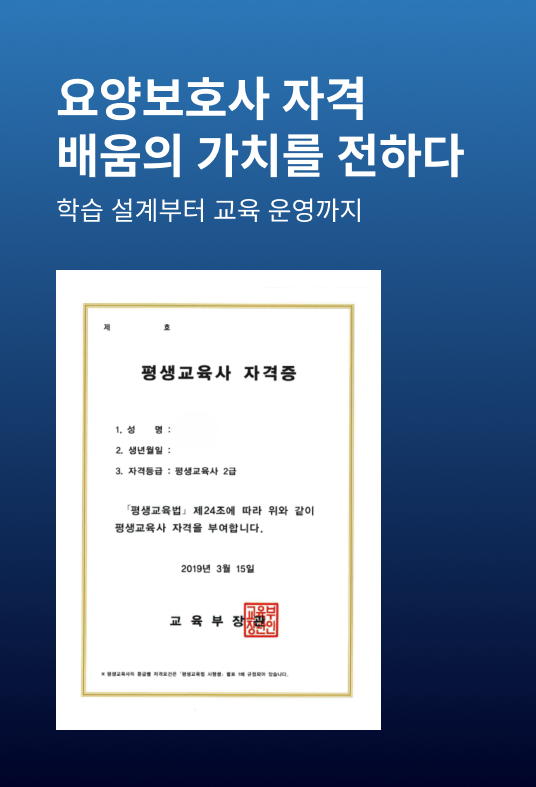 요양보호사 자격
배움의 가치를 전하다
학습 설계부터 교육 운영까지
제 호
평생교육사 자격증
1. 성 명 :
2. 생년월일 :
3. 자격등급 : 평생교육사 2급
「평생교육법」 제24조에 따라 위와 같이
평생교육사 자격을 부여합니다.
2019년 3월 15일
교 육 부 장 관
교육부
장관인
※ 평생교육사의 등급별 자격요건은 「평생교육법 시행령」 별표 1에 규정되어 있습니다.